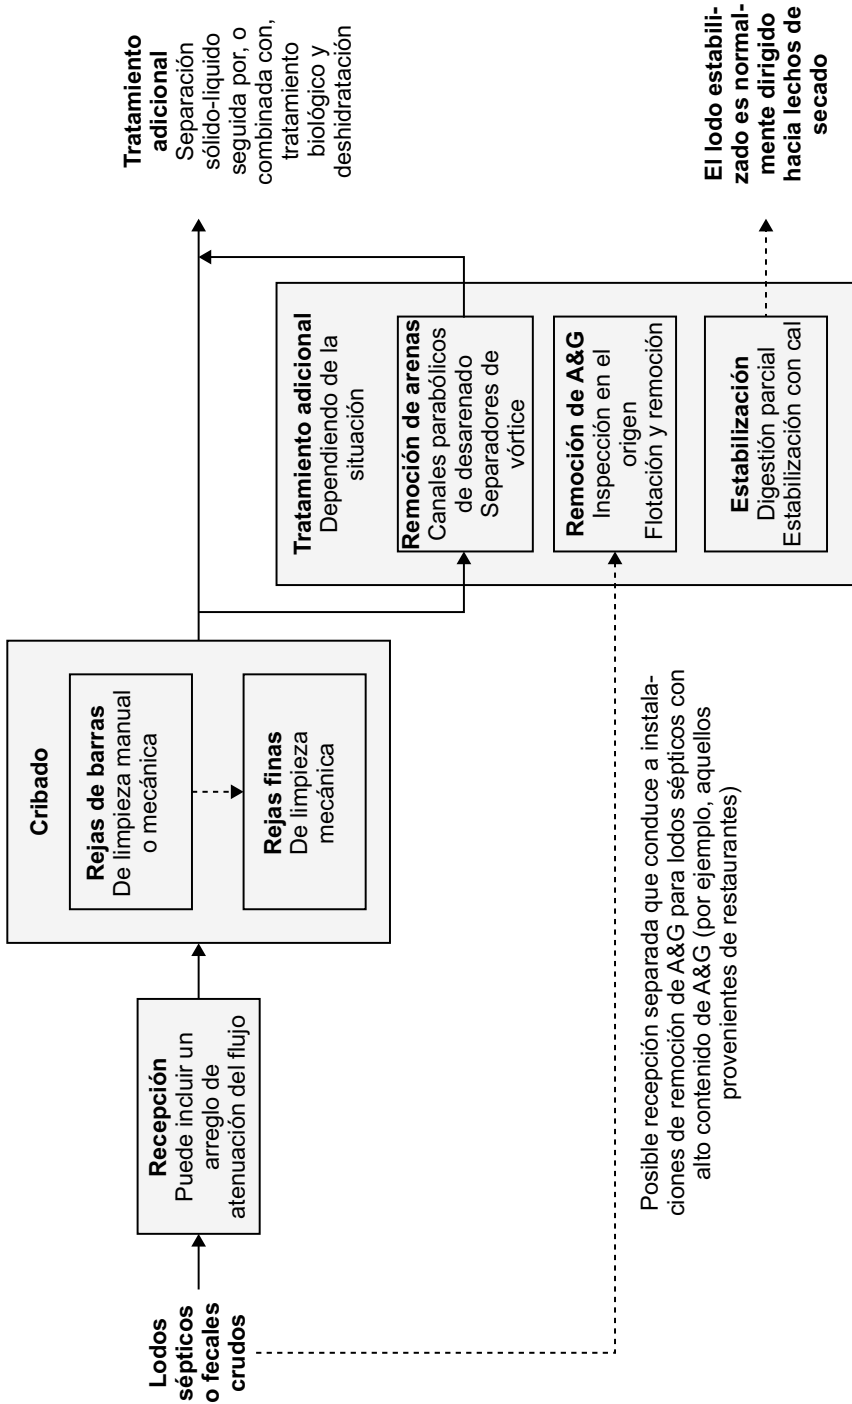 Lodos
sépticos
o fecales
crudos
Recepción
Puede incluir un
arreglo de
atenuación del flujo
Cribado
Rejas de barras
De limpieza manual
o mecánica
Rejas finas
De limpieza
mecánica
Tratamiento
adicional
Separación
sólido-liquido
seguida por, o
combinada con,
tratamiento
biológico y
deshidratación
Tratamiento adicional
Dependiendo de la
situación
Remoción de arenas
Canales parabólicos
de desarenado
Separadores de
vórtice
Remoción de A&G
Inspección en el
origen
Flotación y remoción
Estabilización
Digestión parcial
Estabilización con cal
El lodo estabili-
zado es normal-
mente dirigido
hacia lechos de
secado
Posible recepción separada que conduce a instala-
ciones de remoción de A&G para lodos sépticos con
alto contenido de A&G (por ejemplo, aquellos
provenientes de restaurantes)